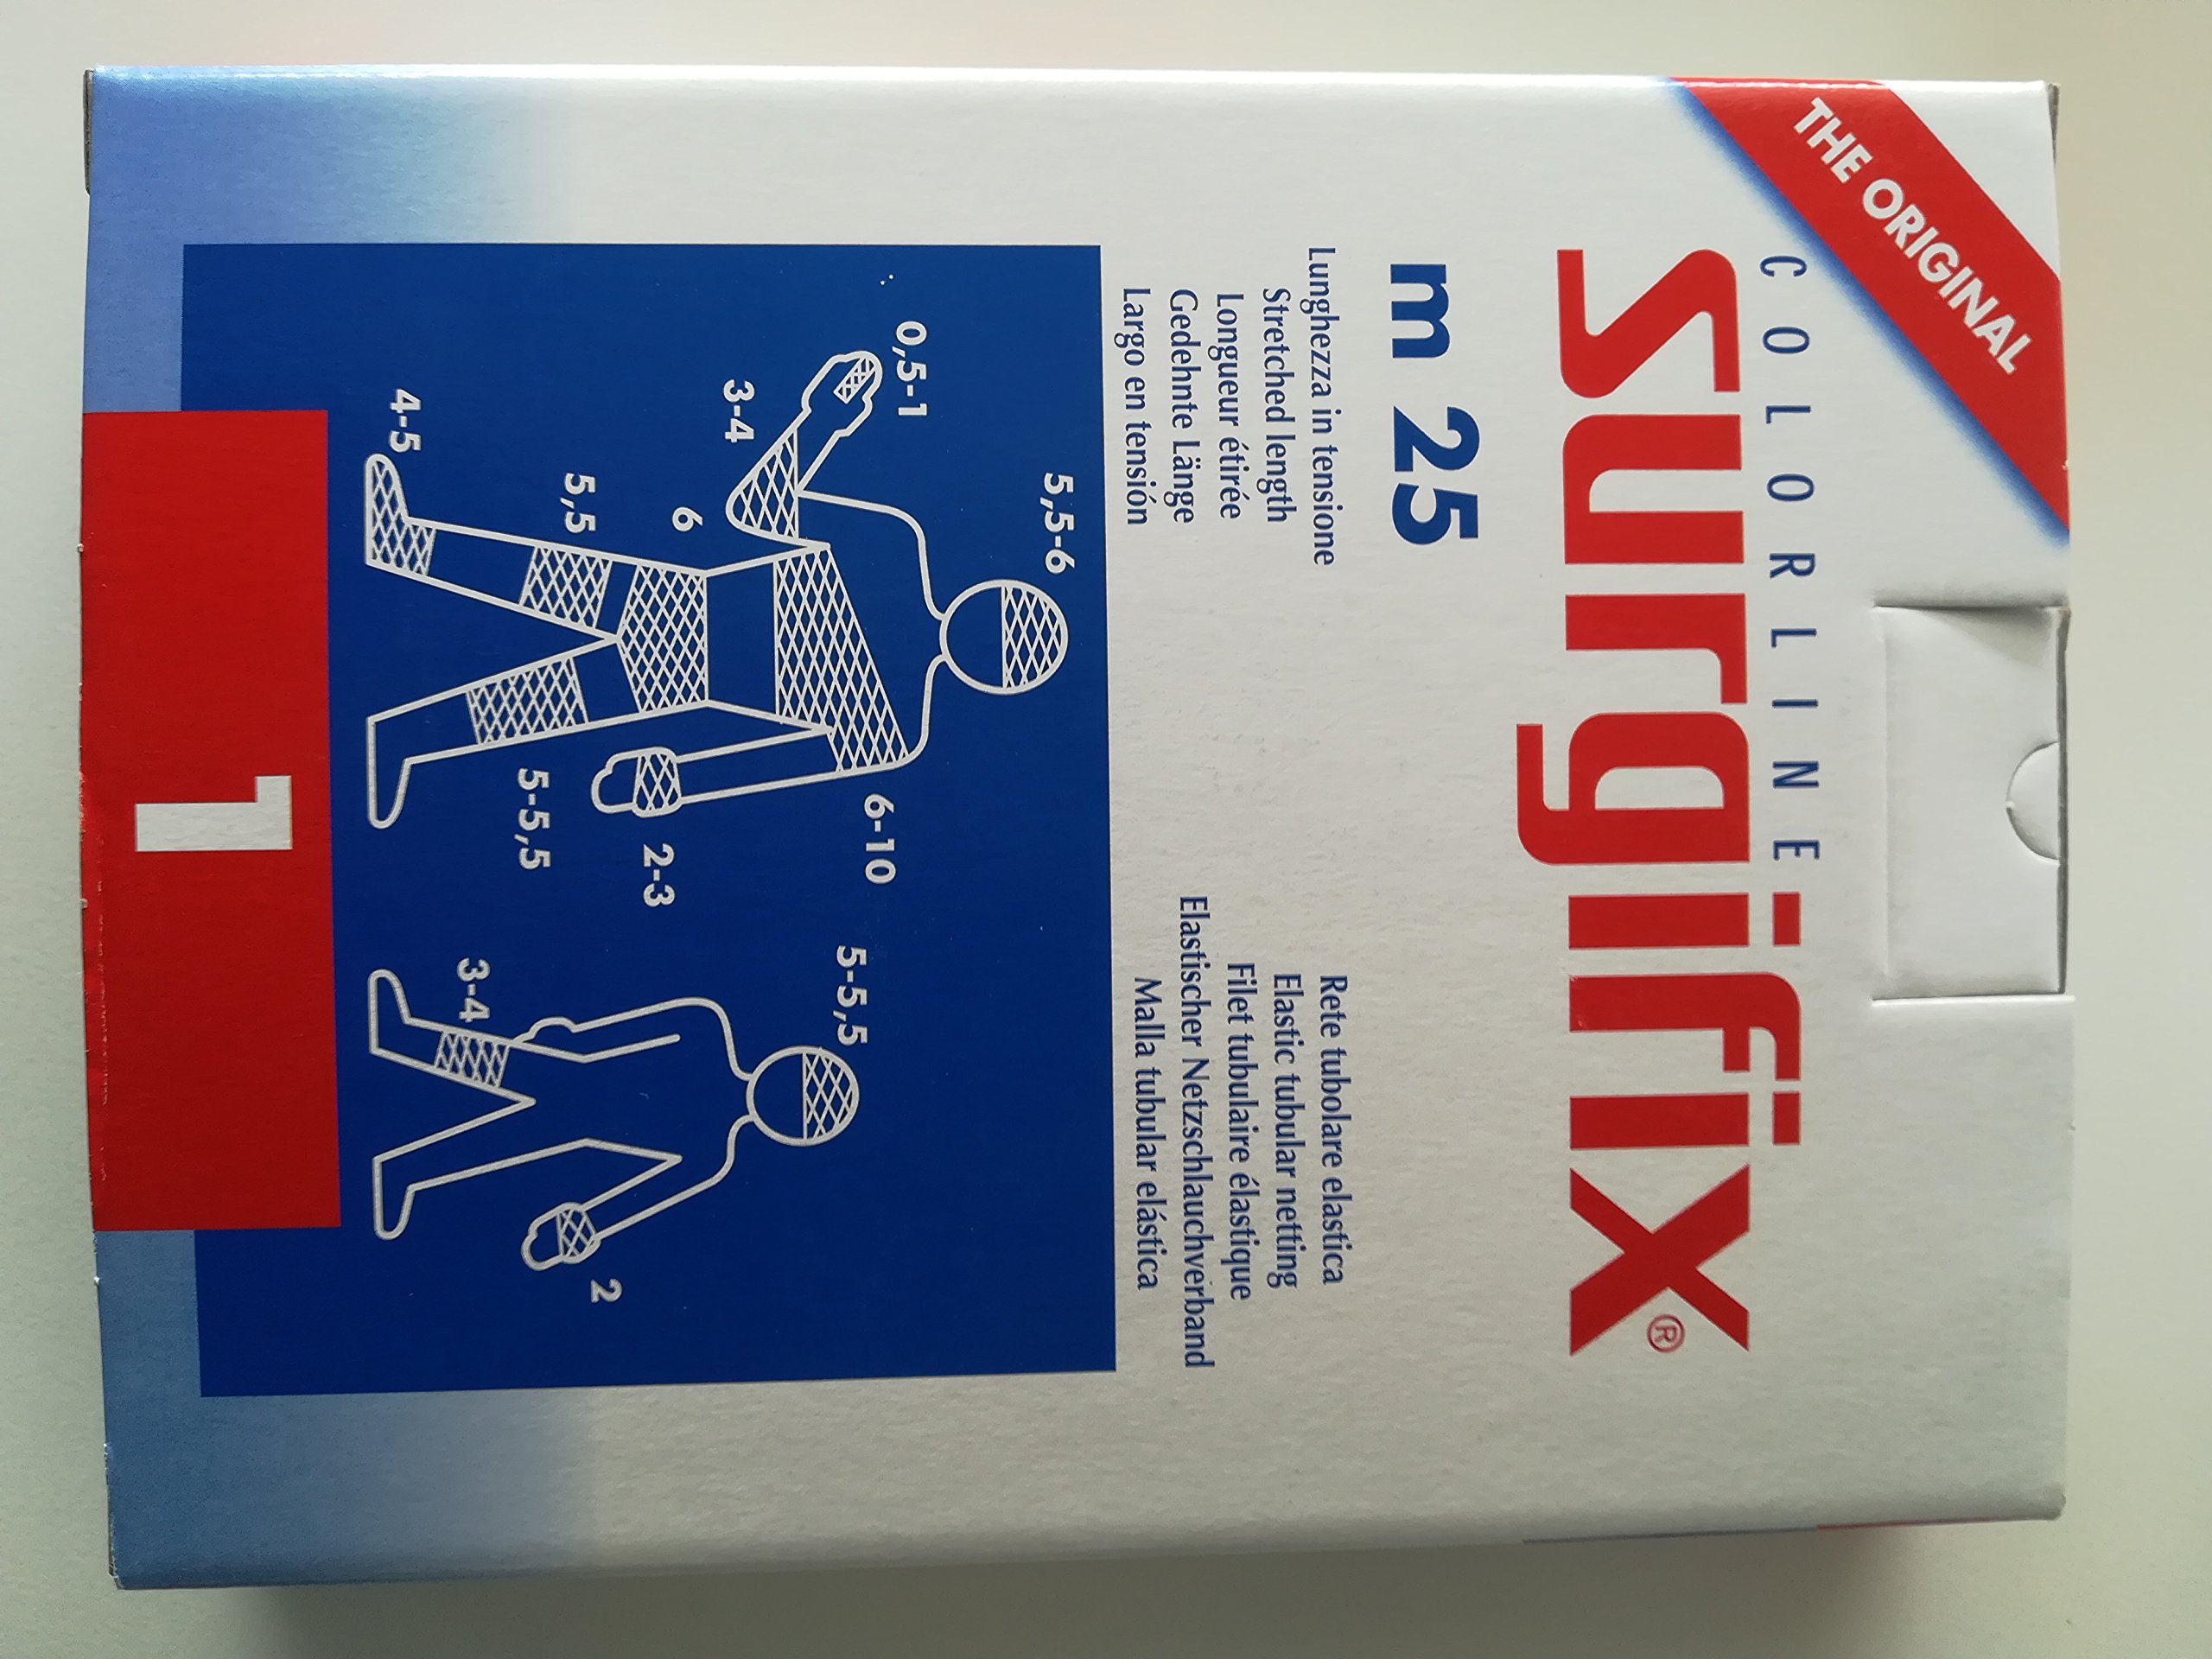 THE ORIGINAL
COLORLINE
surgifix®
m 25
Lunghezza in tensione
Stretched length
Longueur étirée
Gedehnte Länge
Largo en tensión
Rete tubolare elastica
Elastic tubular netting
Filet tubulaire élastique
Elastischer Netzschlauchverband
Malla tubular elástica
5,5-6
0,5-1
6-10
3-4
6
2-3
5,5
5-5,5
4-5
5-5,5
2
3-4
1